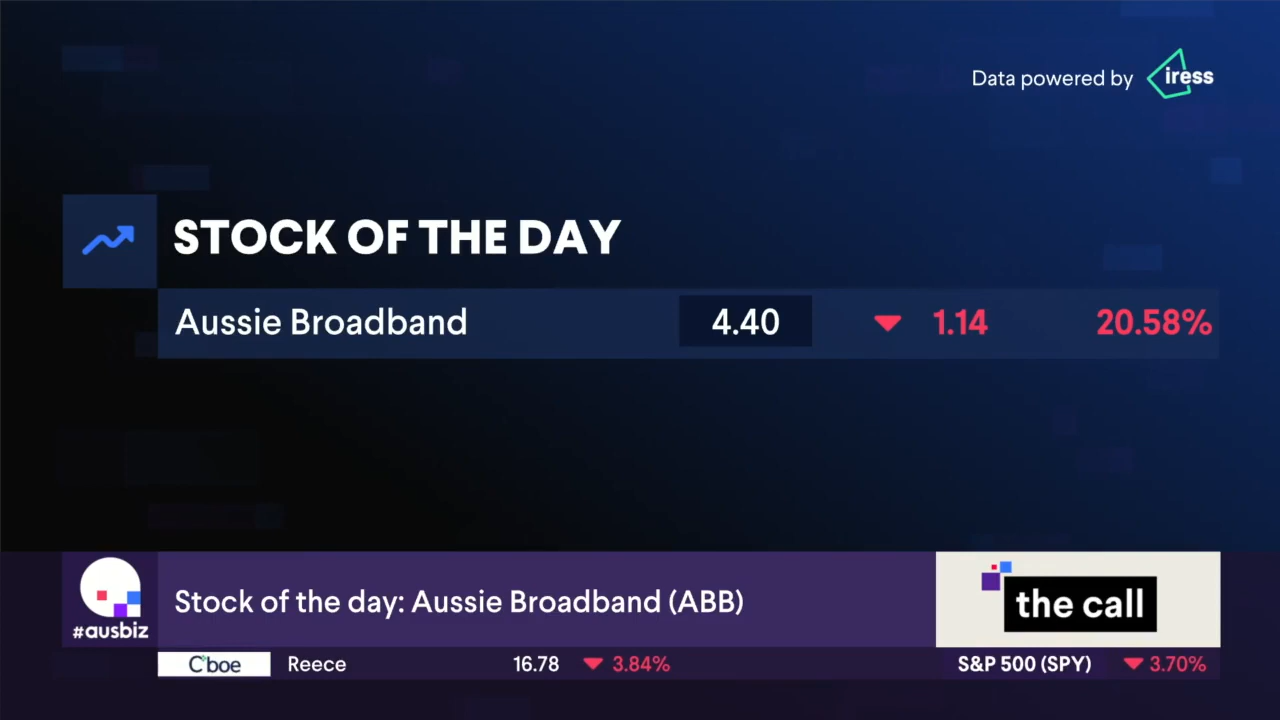 Data powered by iress
STOCK OF THE DAY
Aussie Broadband 4.40 1.14 20.58%
Stock of the day: Aussie Broadband (ABB)
#ausbiz
the call
Cboe Reece 16.78 3.84% S&P 500 (SPY) 3.70%